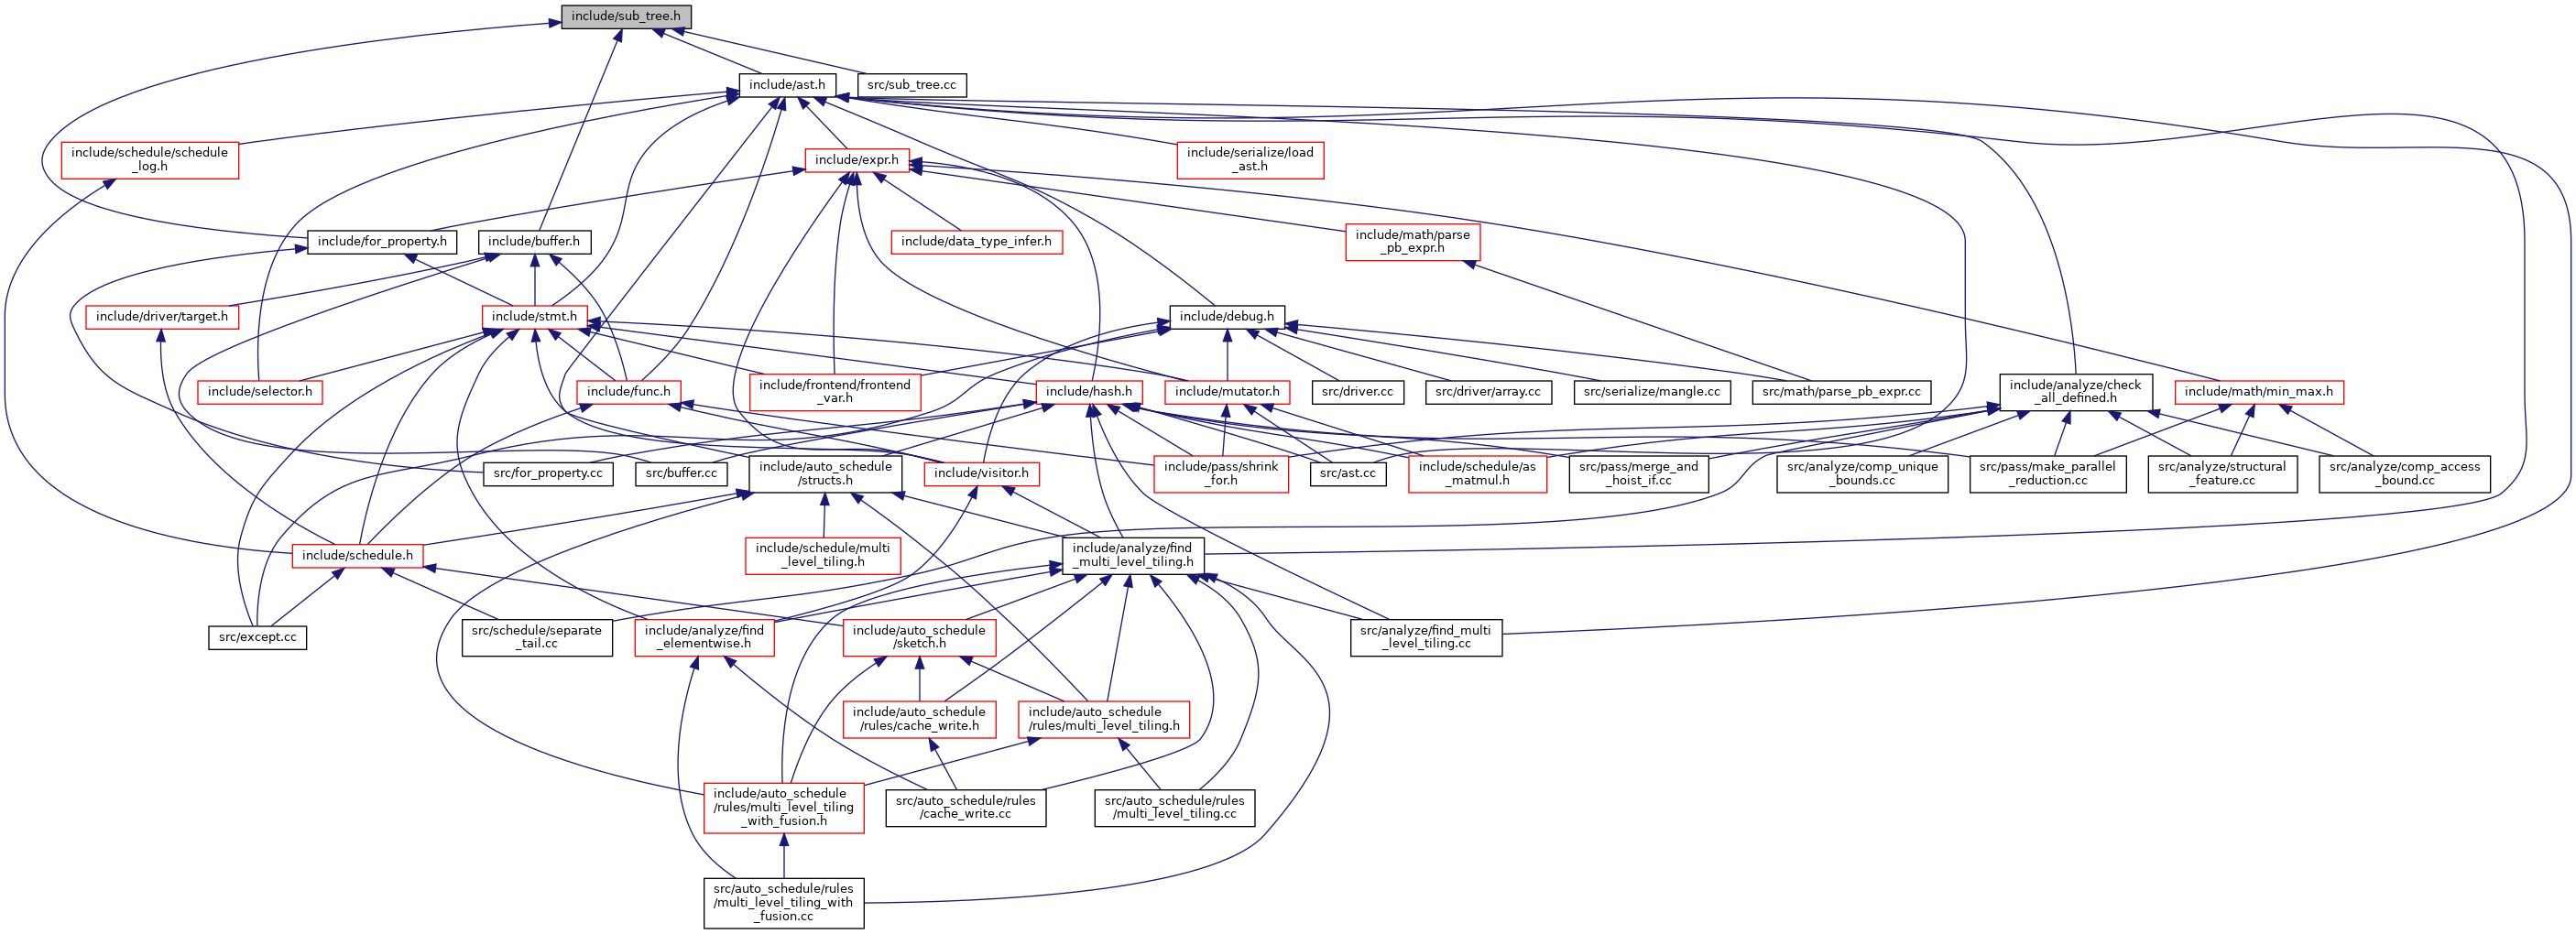 include/sub_tree.h
include/ast.h
src/sub_tree.cc
include/schedule/schedule
_log.h
include/expr.h
include/serialize/load
_ast.h
include/for_property.h
include/buffer.h
include/data_type_infer.h
include/math/parse
_pb_expr.h
include/driver/target.h
include/stmt.h
include/debug.h
include/selector.h
include/func.h
include/frontend/frontend
_var.h
include/hash.h
include/mutator.h
src/driver.cc
src/driver/array.cc
src/serialize/mangle.cc
src/math/parse_pb_expr.cc
include/analyze/check
_all_defined.h
include/math/min_max.h
src/for_property.cc
src/buffer.cc
include/auto_schedule
/structs.h
include/visitor.h
include/pass/shrink
_for.h
src/ast.cc
include/schedule/as
_matmul.h
src/pass/merge_and
_hoist_if.cc
src/analyze/comp_unique
_bounds.cc
src/pass/make_parallel
_reduction.cc
src/analyze/structural
_feature.cc
src/analyze/comp_access
_bound.cc
include/schedule.h
include/schedule/multi
_level_tiling.h
include/analyze/find
_multi_level_tiling.h
src/except.cc
src/schedule/separate
_tail.cc
include/analyze/find
_elementwise.h
include/auto_schedule
/sketch.h
src/analyze/find_multi
_level_tiling.cc
include/auto_schedule
/rules/cache_write.h
include/auto_schedule
/rules/multi_level_tiling.h
include/auto_schedule
/rules/multi_level_tiling
_with_fusion.h
src/auto_schedule/rules
/cache_write.cc
src/auto_schedule/rules
/multi_level_tiling.cc
src/auto_schedule/rules
/multi_level_tiling_with
_fusion.cc